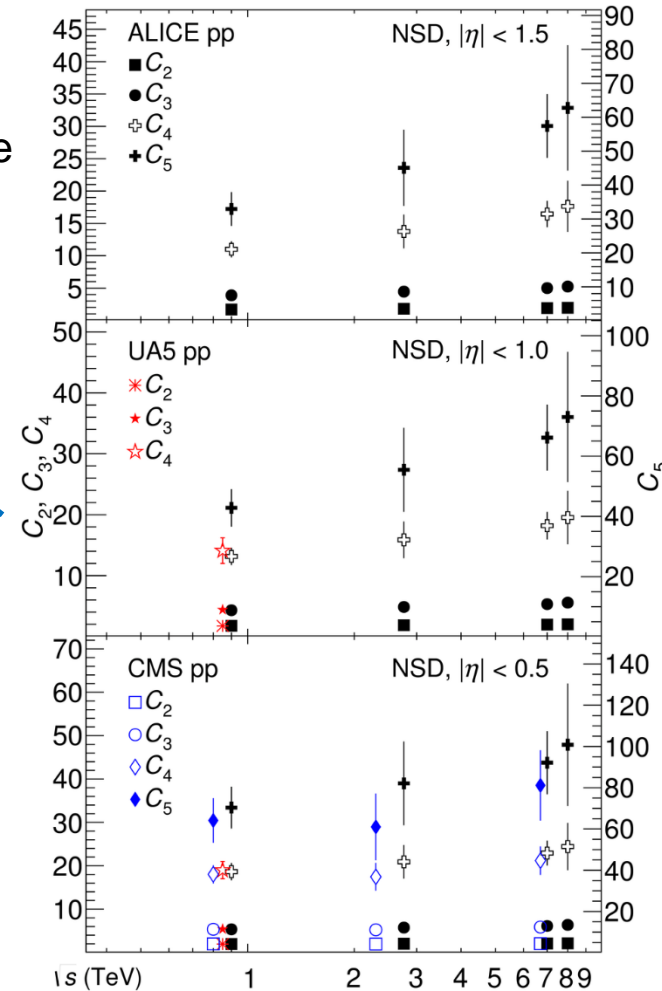 e
ALICE pp
NSD, |η| < 1.5
C2
C3
C4
C5
45
40
35
30
25
20
15
10
5
90
80
70
60
50
40
30
20
10
UA5 pp
NSD, |η| < 1.0
C2
C3
C4
50
40
30
20
10
100
80
60
40
20
C2, C3, C4
C5
CMS pp
NSD, |η| < 0.5
C2
C3
C4
C5
70
60
50
40
30
20
10
140
120
100
80
60
40
20
√s (TeV)
1 2 3 4 5 6 7 8 9